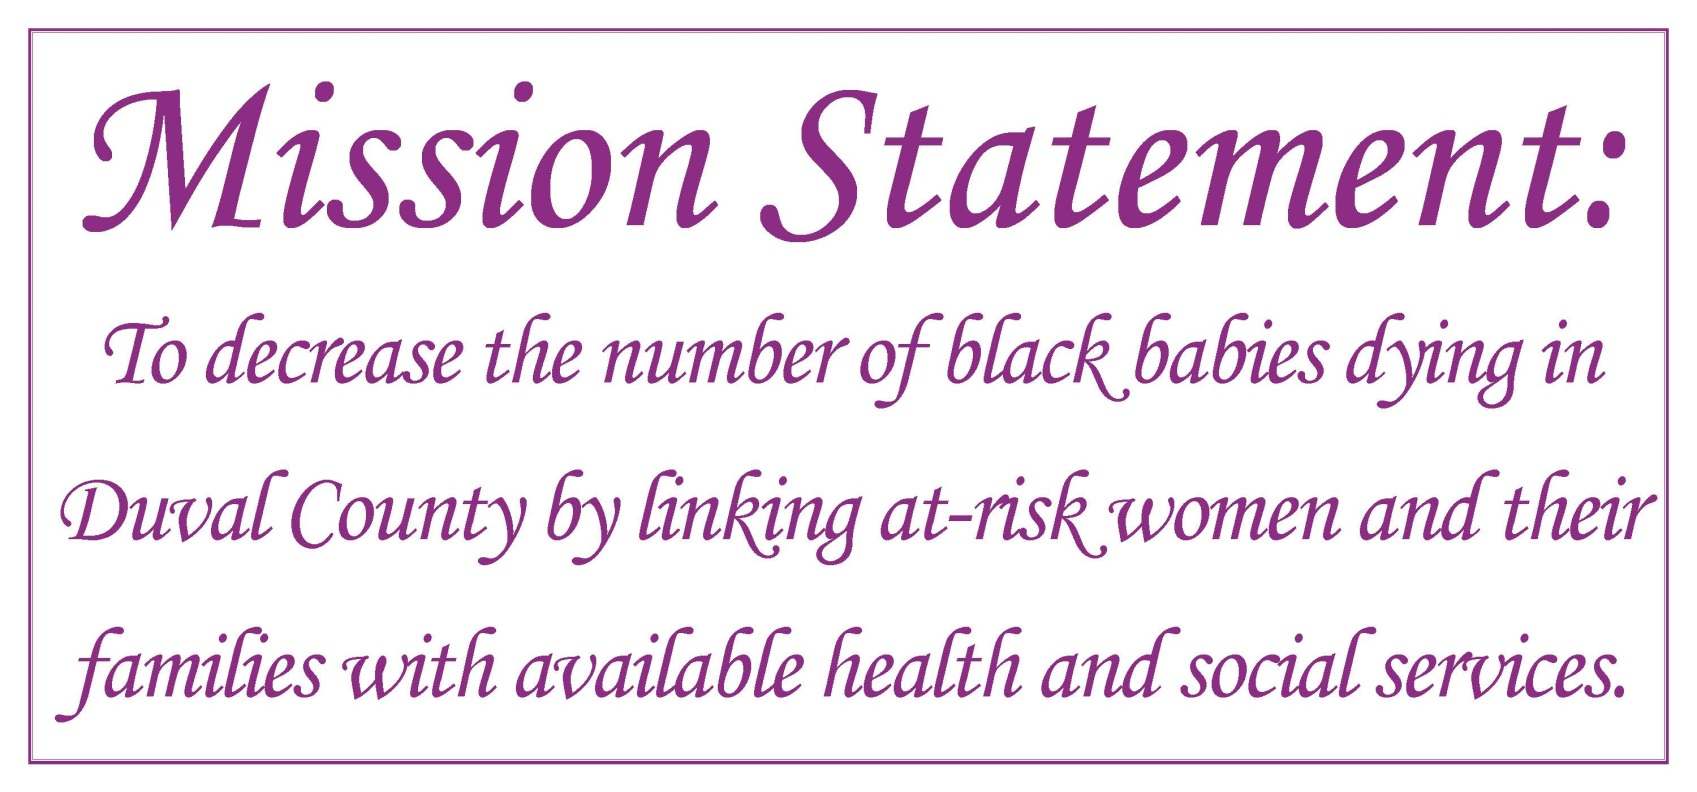 Mission Statement:
To decrease the number of black babies dying in
Duval County by linking at-risk women and their
families with available health and social services.